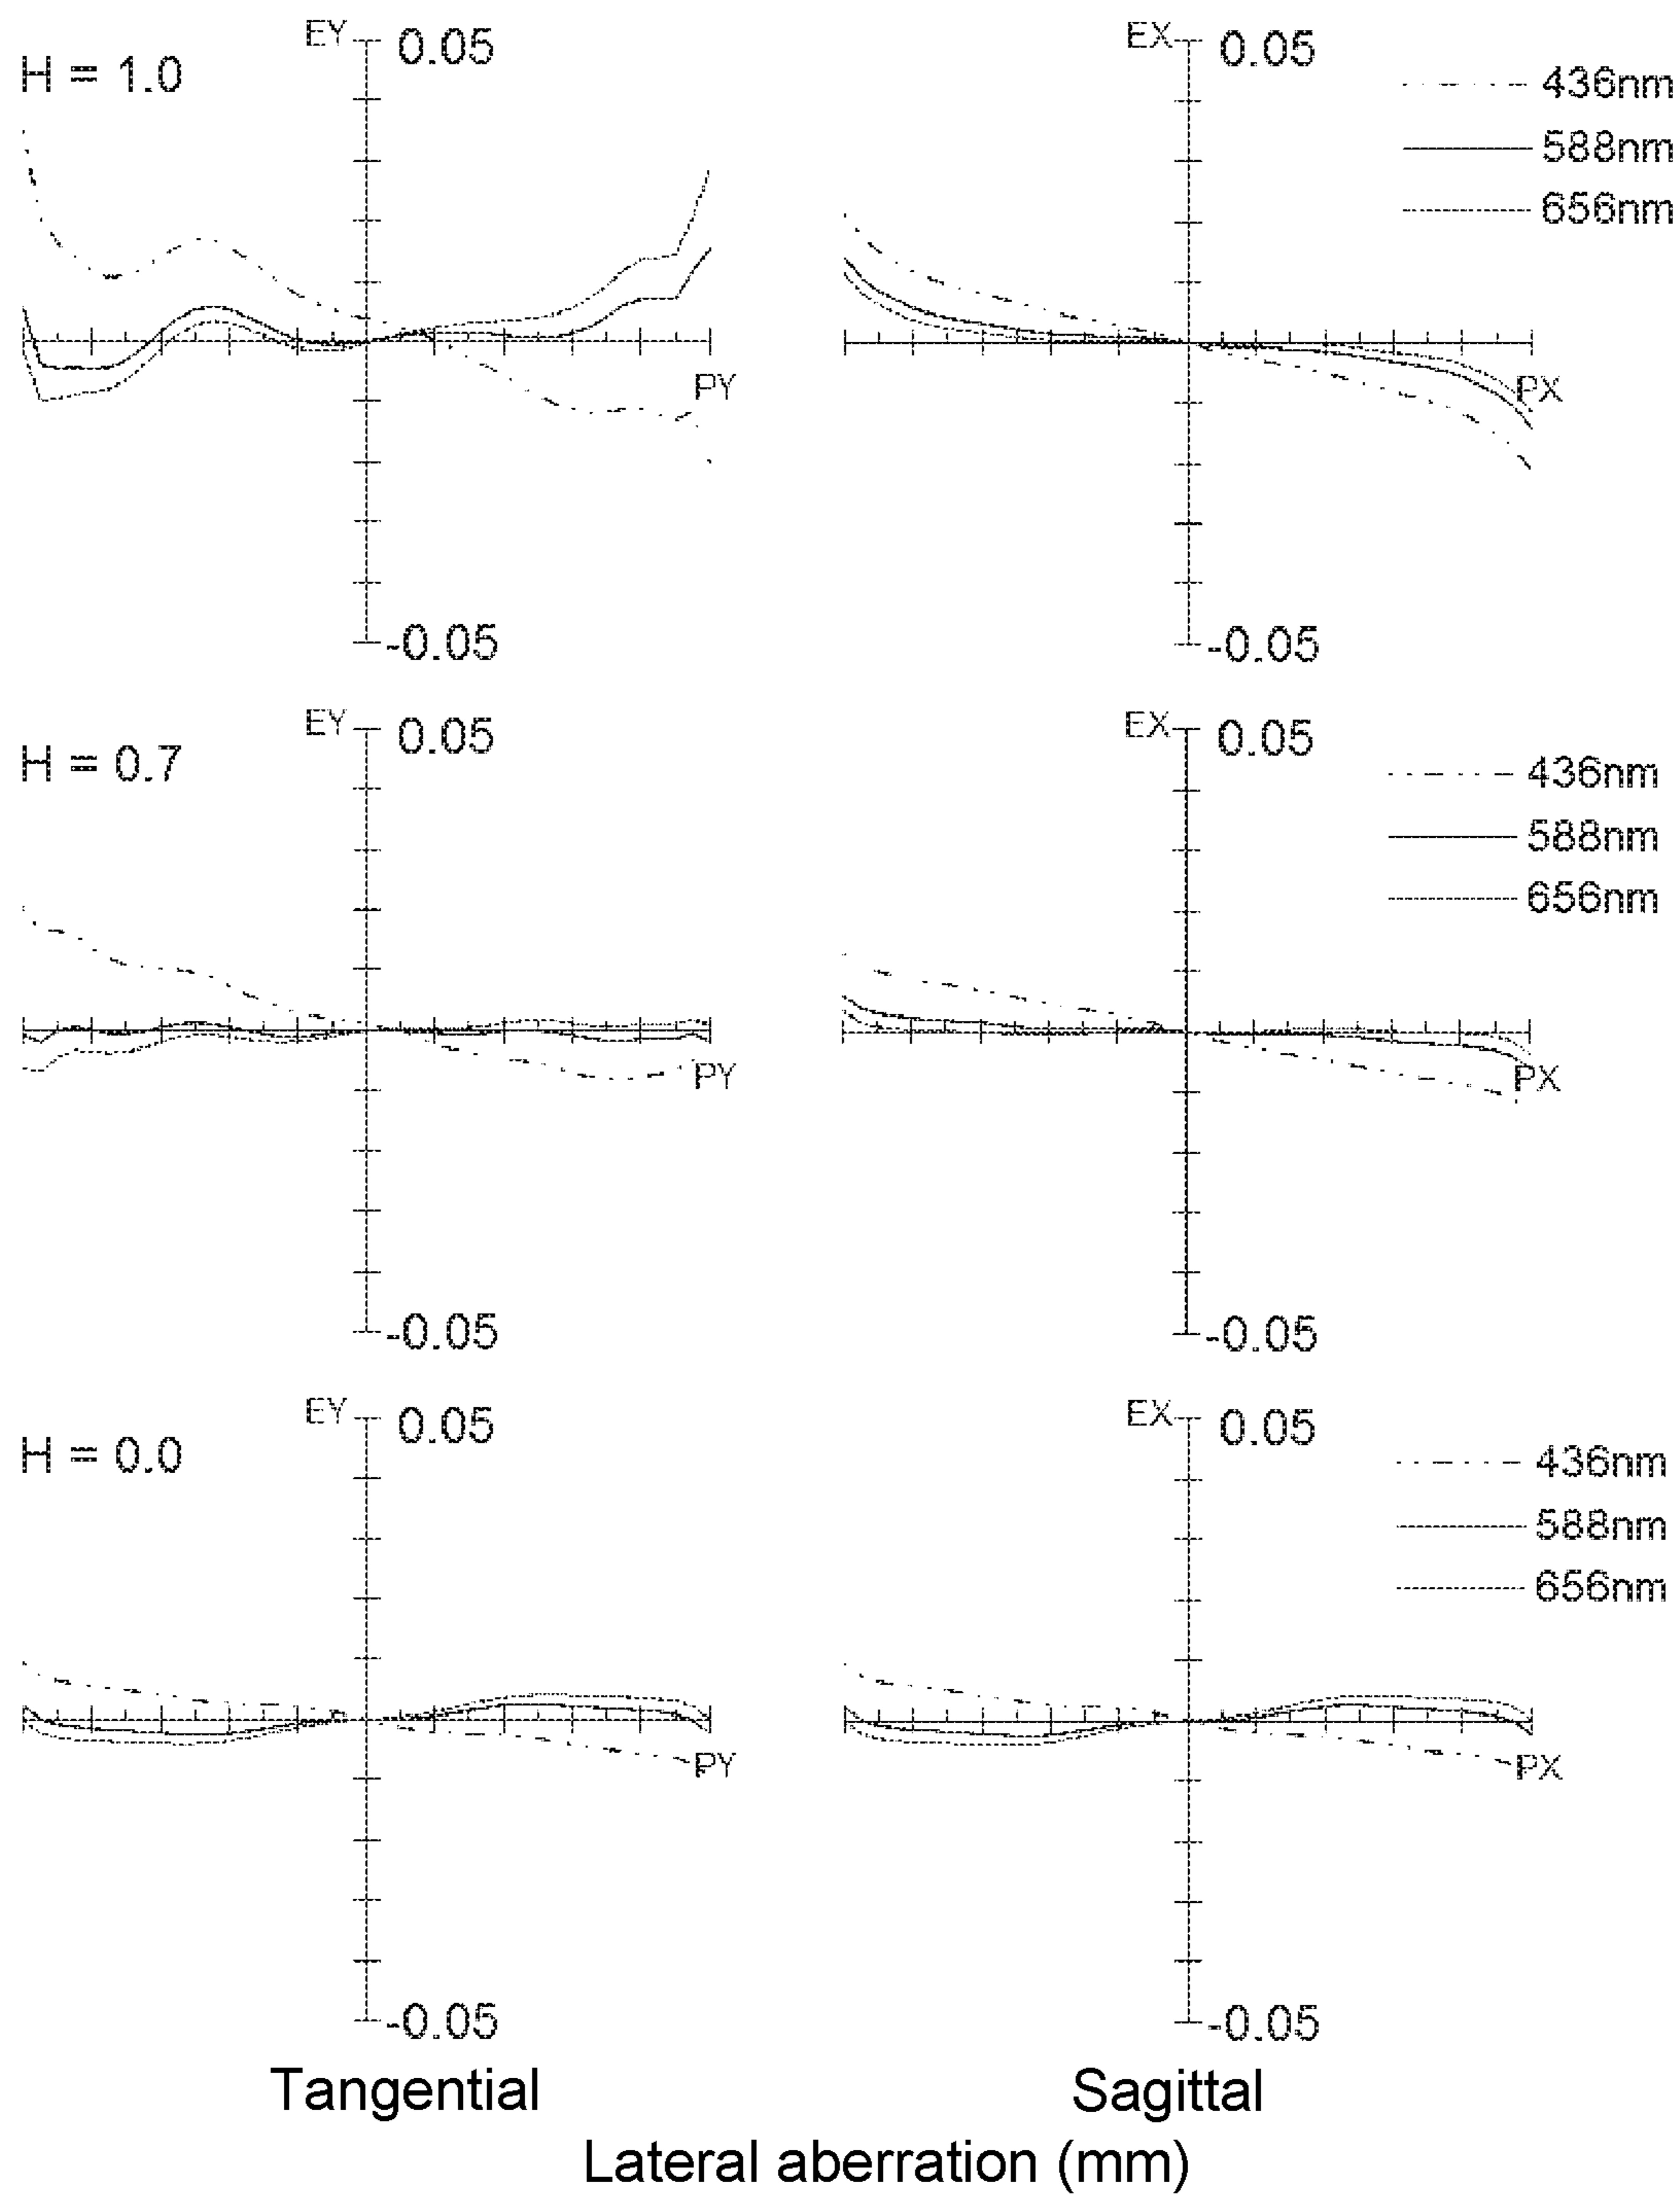 EY 0.05
H = 1.0
PY
-0.05
EX 0.05
436nm
588nm
656nm
PX
-0.05
EY 0.05
H = 0.7
PY
-0.05
EX 0.05
436nm
588nm
656nm
PX
-0.05
EY 0.05
H = 0.0
PY
-0.05
EX 0.05
436nm
588nm
656nm
PX
-0.05
Tangential
Sagittal
Lateral aberration (mm)